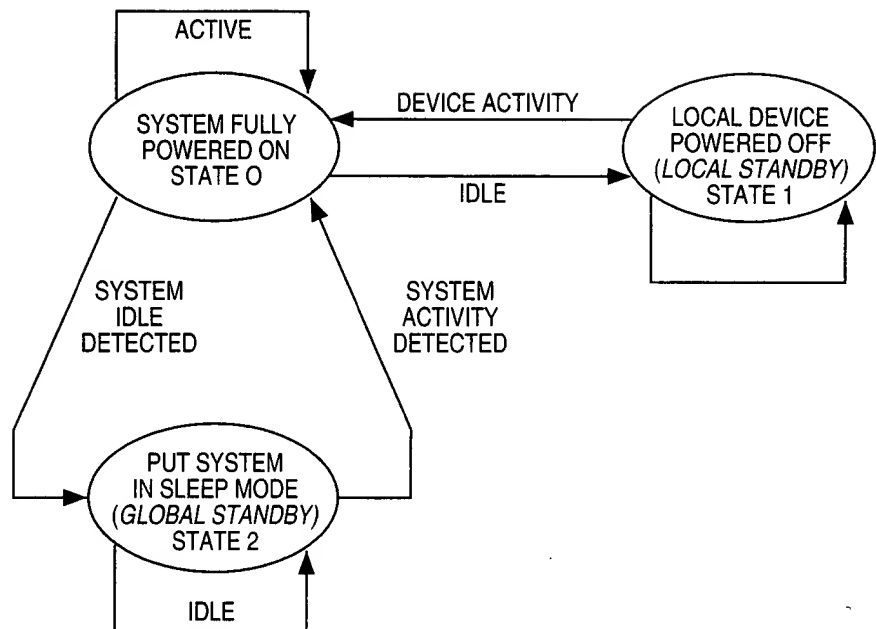 ACTIVE
SYSTEM FULLY
POWERED ON
STATE O
DEVICE ACTIVITY
IDLE
LOCAL DEVICE
POWERED OFF
(LOCAL STANDBY)
STATE 1
SYSTEM
IDLE
DETECTED
SYSTEM
ACTIVITY
DETECTED
PUT SYSTEM
IN SLEEP MODE
(GLOBAL STANDBY)
STATE 2
IDLE